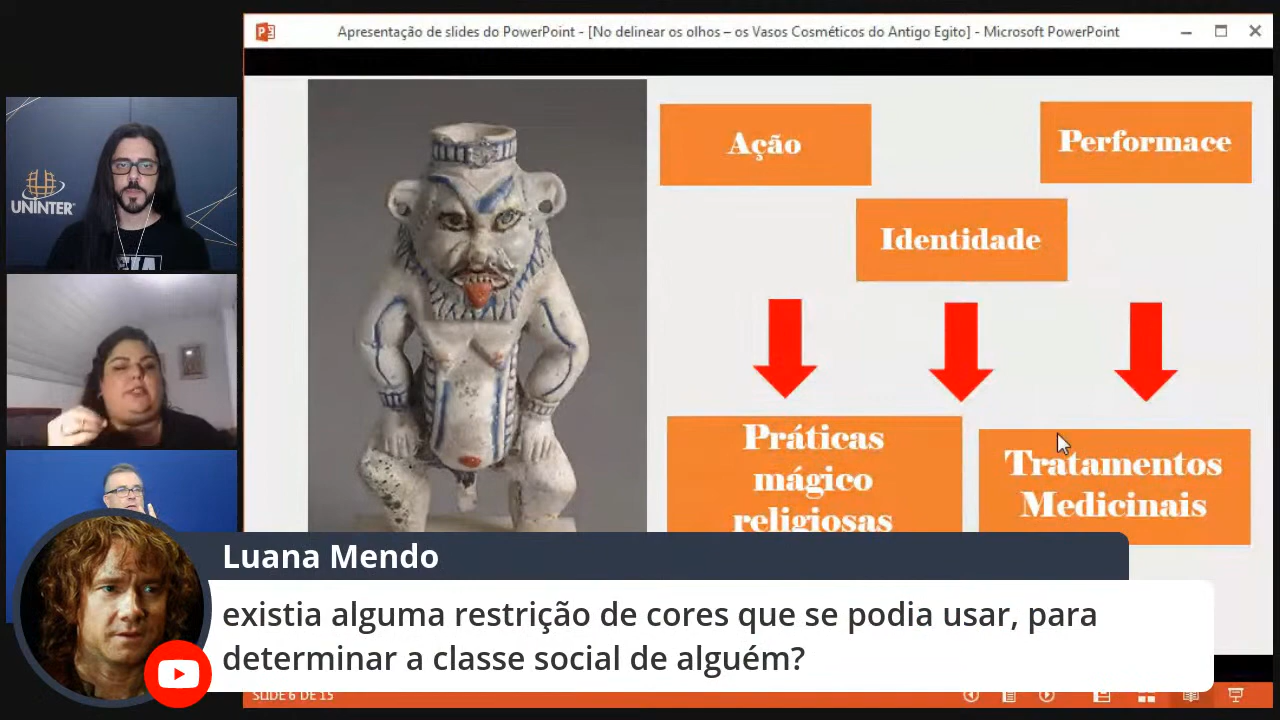 Apresentação de slides do PowerPoint - [No delinear os olhos – os Vasos Cosméticos do Antigo Egito] - Microsoft PowerPoint
UNINTER
Ação
Performace
Identidade
Práticas
mágico
religiosas
Tratamentos
Medicinais
Luana Mendo
existia alguma restrição de cores que se podia usar, para
determinar a classe social de alguém?
SLIDE 6 DE 15